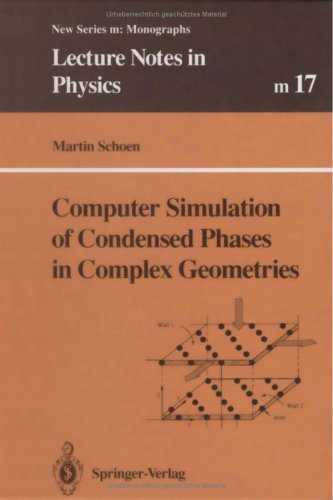 Urheberrechtlich geschütztes Material
New Series m: Monographs
Lecture Notes in
Physics
m 17
Martin Schoen
Computer Simulation
of Condensed Phases
in Complex Geometries
Wall 1
Wall 2
Springer-Verlag
Urheberrechtlich geschütztes Material